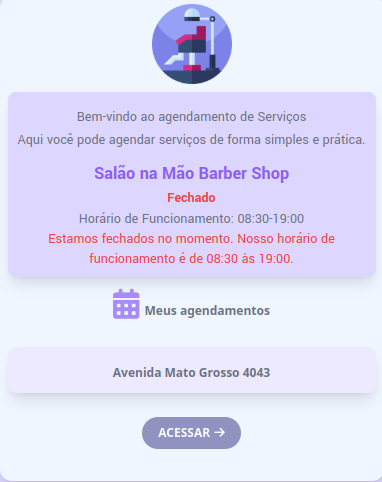 Bem-vindo ao agendamento de Serviços
Aqui você pode agendar serviços de forma simples e prática.
Salão na Mão Barber Shop
Fechado
Horário de Funcionamento: 08:30-19:00
Estamos fechados no momento. Nosso horário de
funcionamento é de 08:30 às 19:00.
Meus agendamentos
Avenida Mato Grosso 4043
ACESSAR →